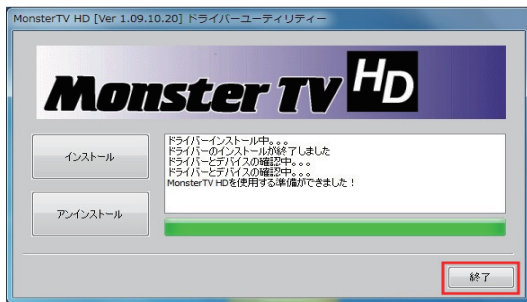 MonsterTV HD [Ver 1.09.10.20] ドライバーユーティリティー
Monster TV HD
インストール
アンインストール
ドライバーインストール中。。。
ドライバーのインストールが終了しました
ドライバーとデバイスの確認中。。。
ドライバーとデバイスの確認中。。。
MonsterTV HDを使用する準備ができました！
終了